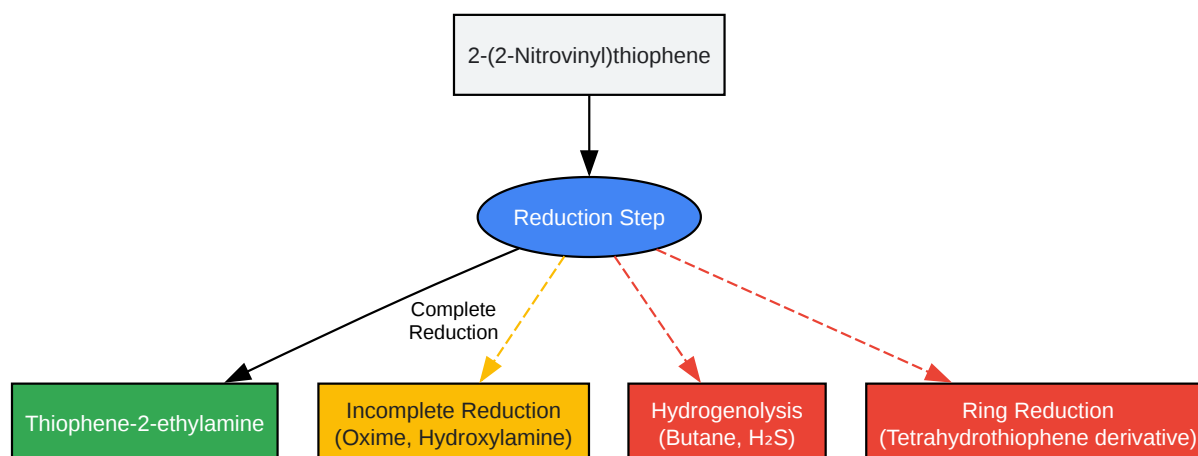 2-(2-Nitrovinyl)thiophene
Reduction Step
Complete
Reduction
Thiophene-2-ethylamine
Incomplete Reduction
(Oxime, Hydroxylamine)
Hydrogenolysis
(Butane, H₂S)
Ring Reduction
(Tetrahydrothiophene derivative)